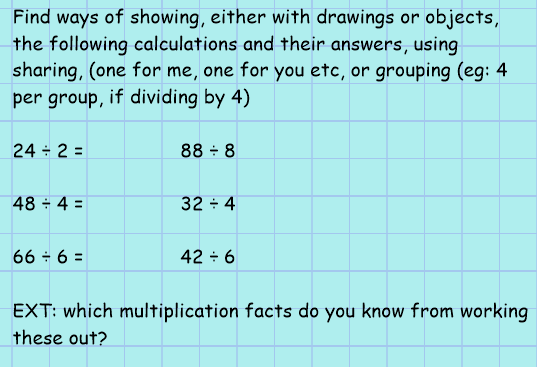 Find ways of showing, either with drawings or objects,
the following calculations and their answers, using
sharing, (one for me, one for you etc, or grouping (eg: 4
per group, if dividing by 4)
24 ÷ 2 = 88 ÷ 8
48 ÷ 4 = 32 ÷ 4
66 ÷ 6 = 42 ÷ 6
EXT: which multiplication facts do you know from working
these out?